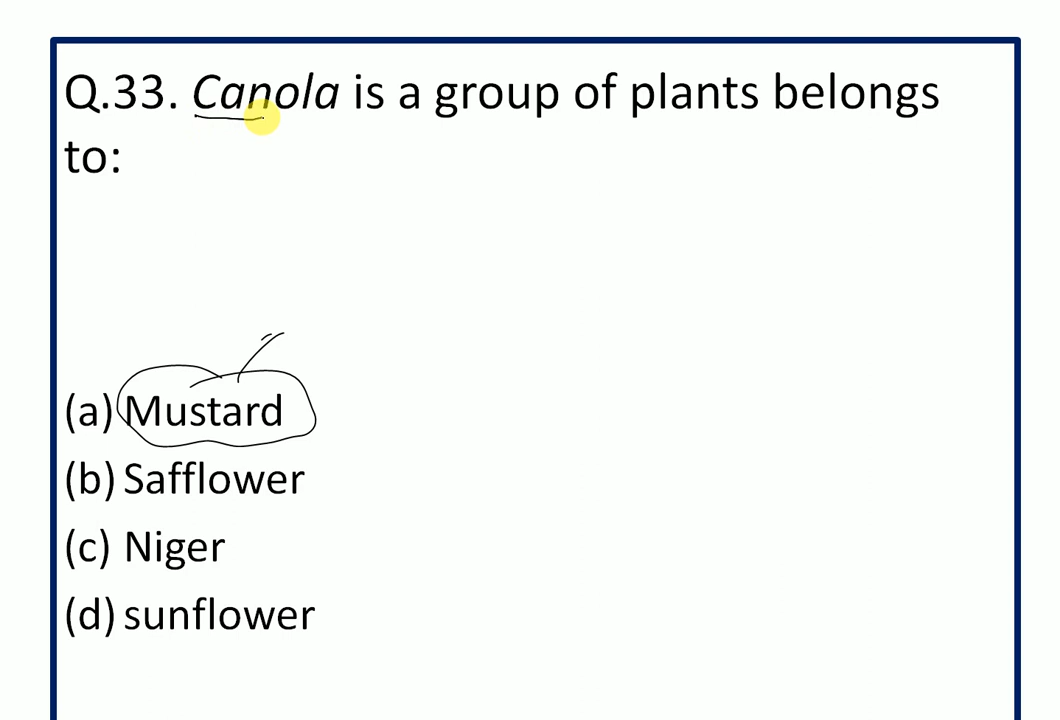 Q.33. Canola is a group of plants belongs
to:
(a) Mustard
(b) Safflower
(c) Niger
(d) sunflower